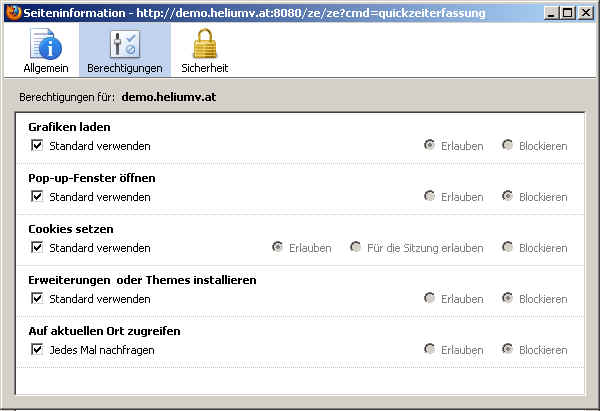 Seiteninformation - http://demo.heliumv.at:8080/ze/ze?cmd=quickzeiterfassung
Allgemein Berechtigungen Sicherheit
Berechtigungen für: demo.heliumv.at
Grafiken laden
Standard verwenden Erlauben Blockieren
Pop-up-Fenster öffnen
Standard verwenden Erlauben Blockieren
Cookies setzen
Standard verwenden Erlauben Für die Sitzung erlauben Blockieren
Erweiterungen oder Themes installieren
Standard verwenden Erlauben Blockieren
Auf aktuellen Ort zugreifen
Jedes Mal nachfragen Erlauben Blockieren